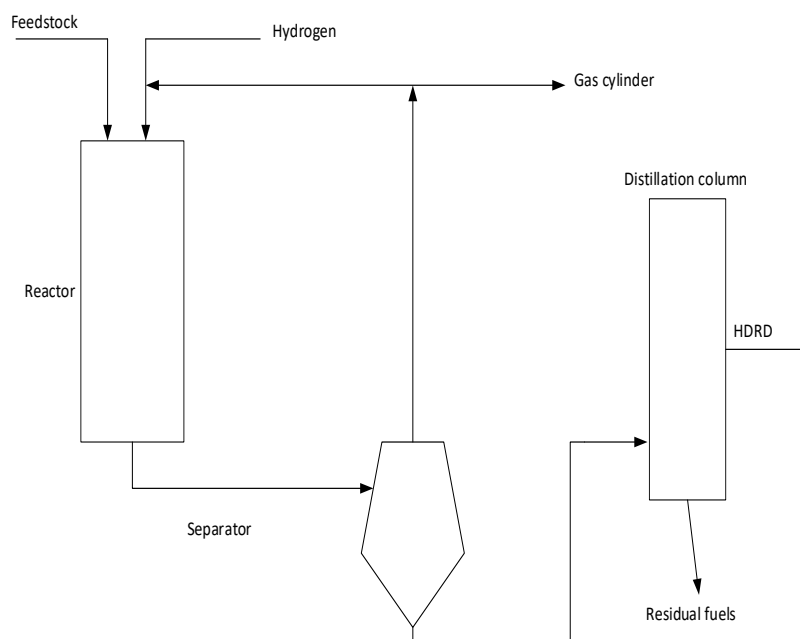 Feedstock
Hydrogen
Gas cylinder
Distillation column
Reactor
HDRD
Separator
Residual fuels